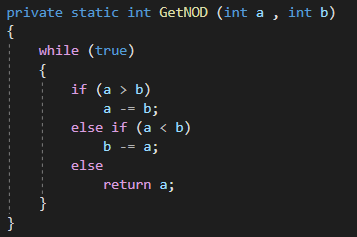 private static int GetNOD (int a , int b)
{
    while (true)
    {
        if (a > b)
            a -= b;
        else if (a < b)
            b -= a;
        else
            return a;
    }
}